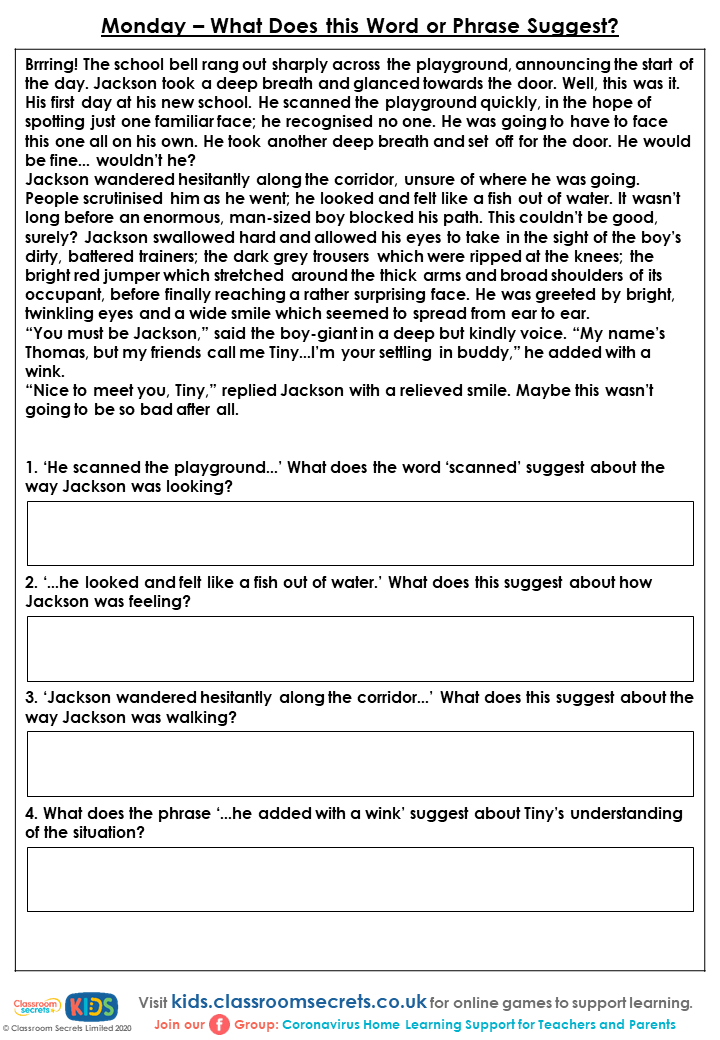 Monday – What Does this Word or Phrase Suggest?
Brrring! The school bell rang out sharply across the playground, announcing the start of
the day. Jackson took a deep breath and glanced towards the door. Well, this was it.
His first day at his new school. He scanned the playground quickly, in the hope of
spotting just one familiar face; he recognised no one. He was going to have to face
this one all on his own. He took another deep breath and set off for the door. He would
be fine... wouldn’t he?
Jackson wandered hesitantly along the corridor, unsure of where he was going.
People scrutinised him as he went; he looked and felt like a fish out of water. It wasn’t
long before an enormous, man-sized boy blocked his path. This couldn’t be good,
surely? Jackson swallowed hard and allowed his eyes to take in the sight of the boy’s
dirty, battered trainers; the dark grey trousers which were ripped at the knees; the
bright red jumper which stretched around the thick arms and broad shoulders of its
occupant, before finally reaching a rather surprising face. He was greeted by bright,
twinkling eyes and a wide smile which seemed to spread from ear to ear.
“You must be Jackson,” said the boy-giant in a deep but kindly voice. “My name’s
Thomas, but my friends call me Tiny...I’m your settling in buddy,” he added with a
wink.
“Nice to meet you, Tiny,” replied Jackson with a relieved smile. Maybe this wasn’t
going to be so bad after all.
1. ‘He scanned the playground...’ What does the word ‘scanned’ suggest about the
way Jackson was looking?
2. ‘...he looked and felt like a fish out of water.’ What does this suggest about how
Jackson was feeling?
3. ‘Jackson wandered hesitantly along the corridor...’ What does this suggest about the
way Jackson was walking?
4. What does the phrase ‘...he added with a wink’ suggest about Tiny’s understanding
of the situation?
Classroom
secrets
KIDS
© Classroom Secrets Limited 2020
Visit kids.classroomsecrets.co.uk for online games to support learning.
Join our f Group: Coronavirus Home Learning Support for Teachers and Parents